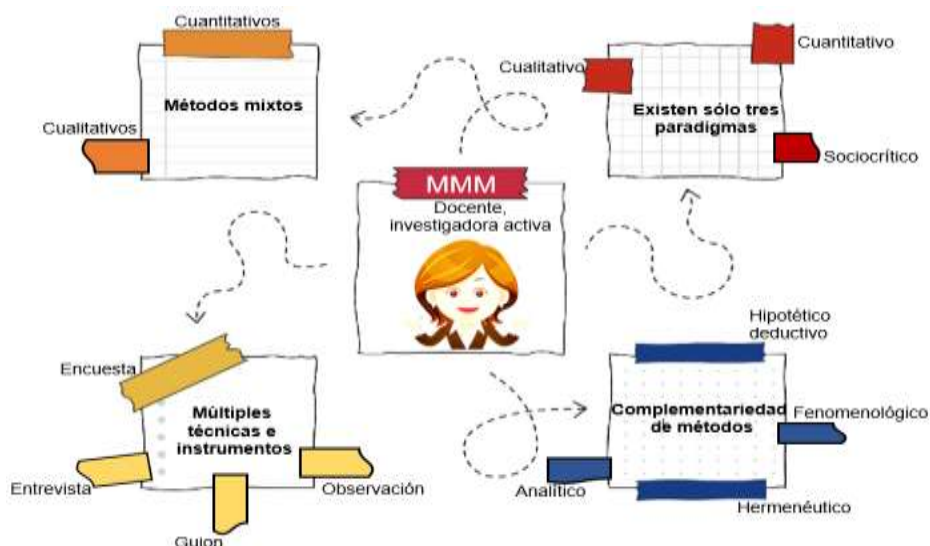 Cuantitativos
Métodos mixtos
Cualitativos
Cuantitativo
Cualitativo
Existen sólo tres
paradigmas
Sociocrítico
MMM
Docente,
investigadora activa
Encuesta
Múltiples
técnicas e
instrumentos
Entrevista
Observación
Guion
Hipotético
deductivo
Complementariedad
de métodos
Fenomenológico
Analítico
Hermenéutico